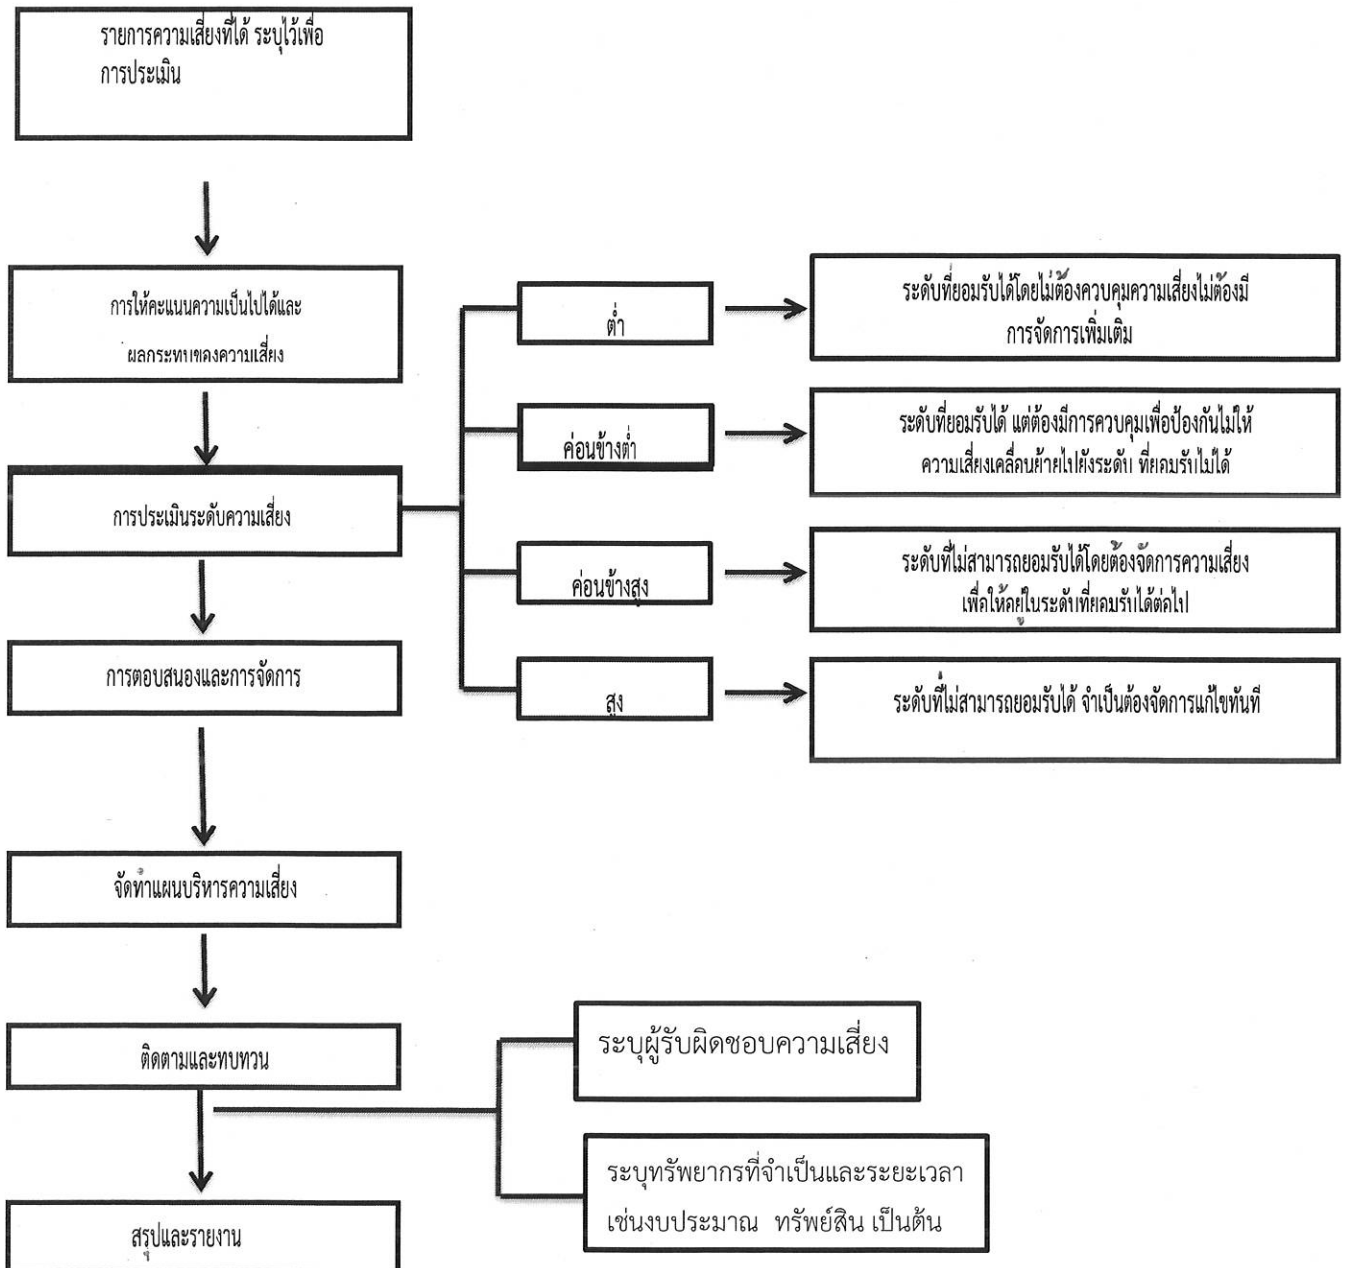 รายการความเสี่ยงที่ได้ ระบุไว้เพื่อ
การประเมิน
การให้คะแนนความเป็นไปได้และ
ผลกระทบของความเสี่ยง
การประเมินระดับความเสี่ยง
ต่ำ
ระดับที่ยอมรับได้โดยไม่ต้องควบคุมความเสี่ยงไม่ต้องมี
การจัดการเพิ่มเติม
ค่อนข้างต่ำ
ระดับที่ยอมรับได้ แต่ต้องมีการควบคุมเพื่อป้องกันไม่ให้
ความเสี่ยงเคลื่อนย้ายไปยังระดับ ที่ยอมรับไม่ได้
ค่อนข้างสูง
ระดับที่ไม่สามารถยอมรับได้โดยต้องจัดการความเสี่ยง
เพื่อให้อยู่ในระดับที่ยอมรับได้ต่อไป
สูง
ระดับที่ไม่สามารถยอมรับได้ จำเป็นต้องจัดการแก้ไขทันที
การตอบสนองและการจัดการ
จัดทำแผนบริหารความเสี่ยง
ติดตามและทบทวน
ระบุผู้รับผิดชอบความเสี่ยง
ระบุทรัพยากรที่จำเป็นและระยะเวลา
เช่นงบประมาณ ทรัพย์สิน เป็นต้น
สรุปและรายงาน